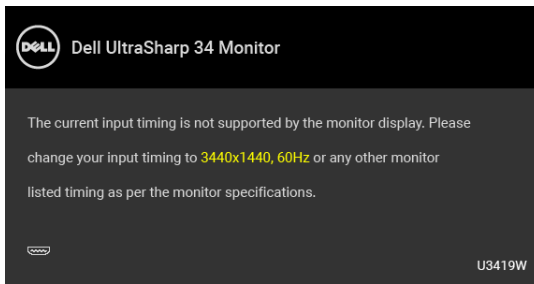 DELL Dell UltraSharp 34 Monitor
The current input timing is not supported by the monitor display. Please
change your input timing to 3440x1440, 60Hz or any other monitor
listed timing as per the monitor specifications.
U3419W